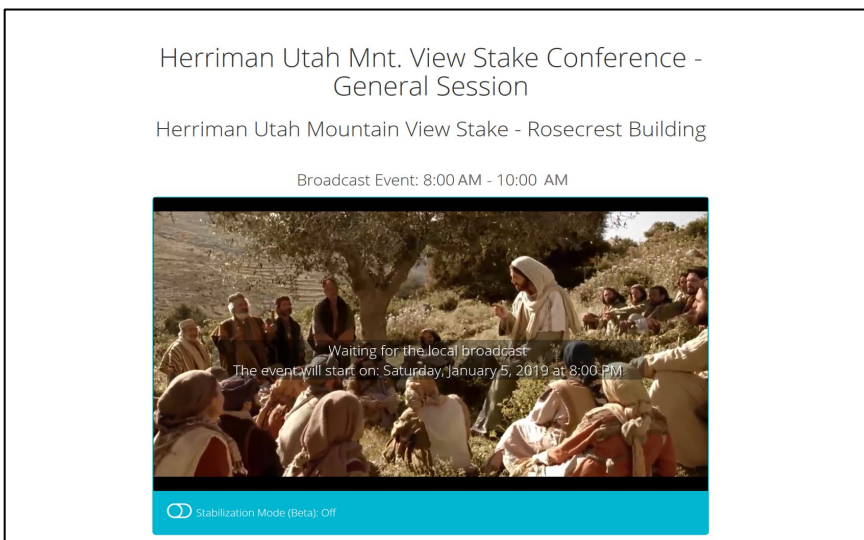 Herriman Utah Mnt. View Stake Conference -
General Session
Herriman Utah Mountain View Stake - Rosecrest Building
Broadcast Event: 8:00 AM - 10:00 AM
Waiting for the local broadcast
The event will start on: Saturday, January 5, 2019 at 8:00 PM
Stabilization Mode (Beta): Off